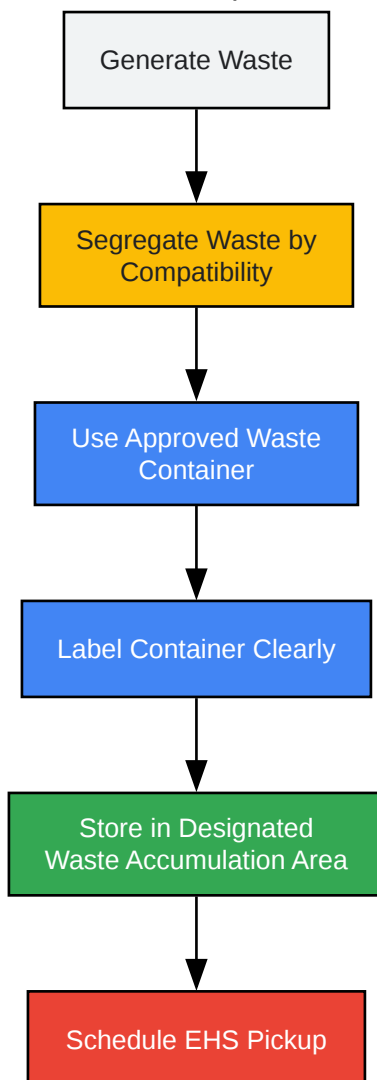 Generate Waste
Segregate Waste by
Compatibility
Use Approved Waste
Container
Label Container Clearly
Store in Designated
Waste Accumulation Area
Schedule EHS Pickup